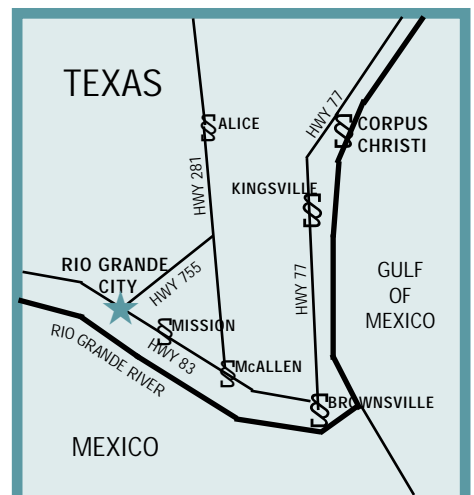 TEXAS
HWY 77
ALICE
CORPUS
CHRISTI
HWY 281
KINGSVILLE
RIO GRANDE
CITY
HWY 755
HWY 77
GULF
OF
MEXICO
MISSION
HWY 83
RIO GRANDE RIVER
McALLEN
BROWNSVILLE
MEXICO